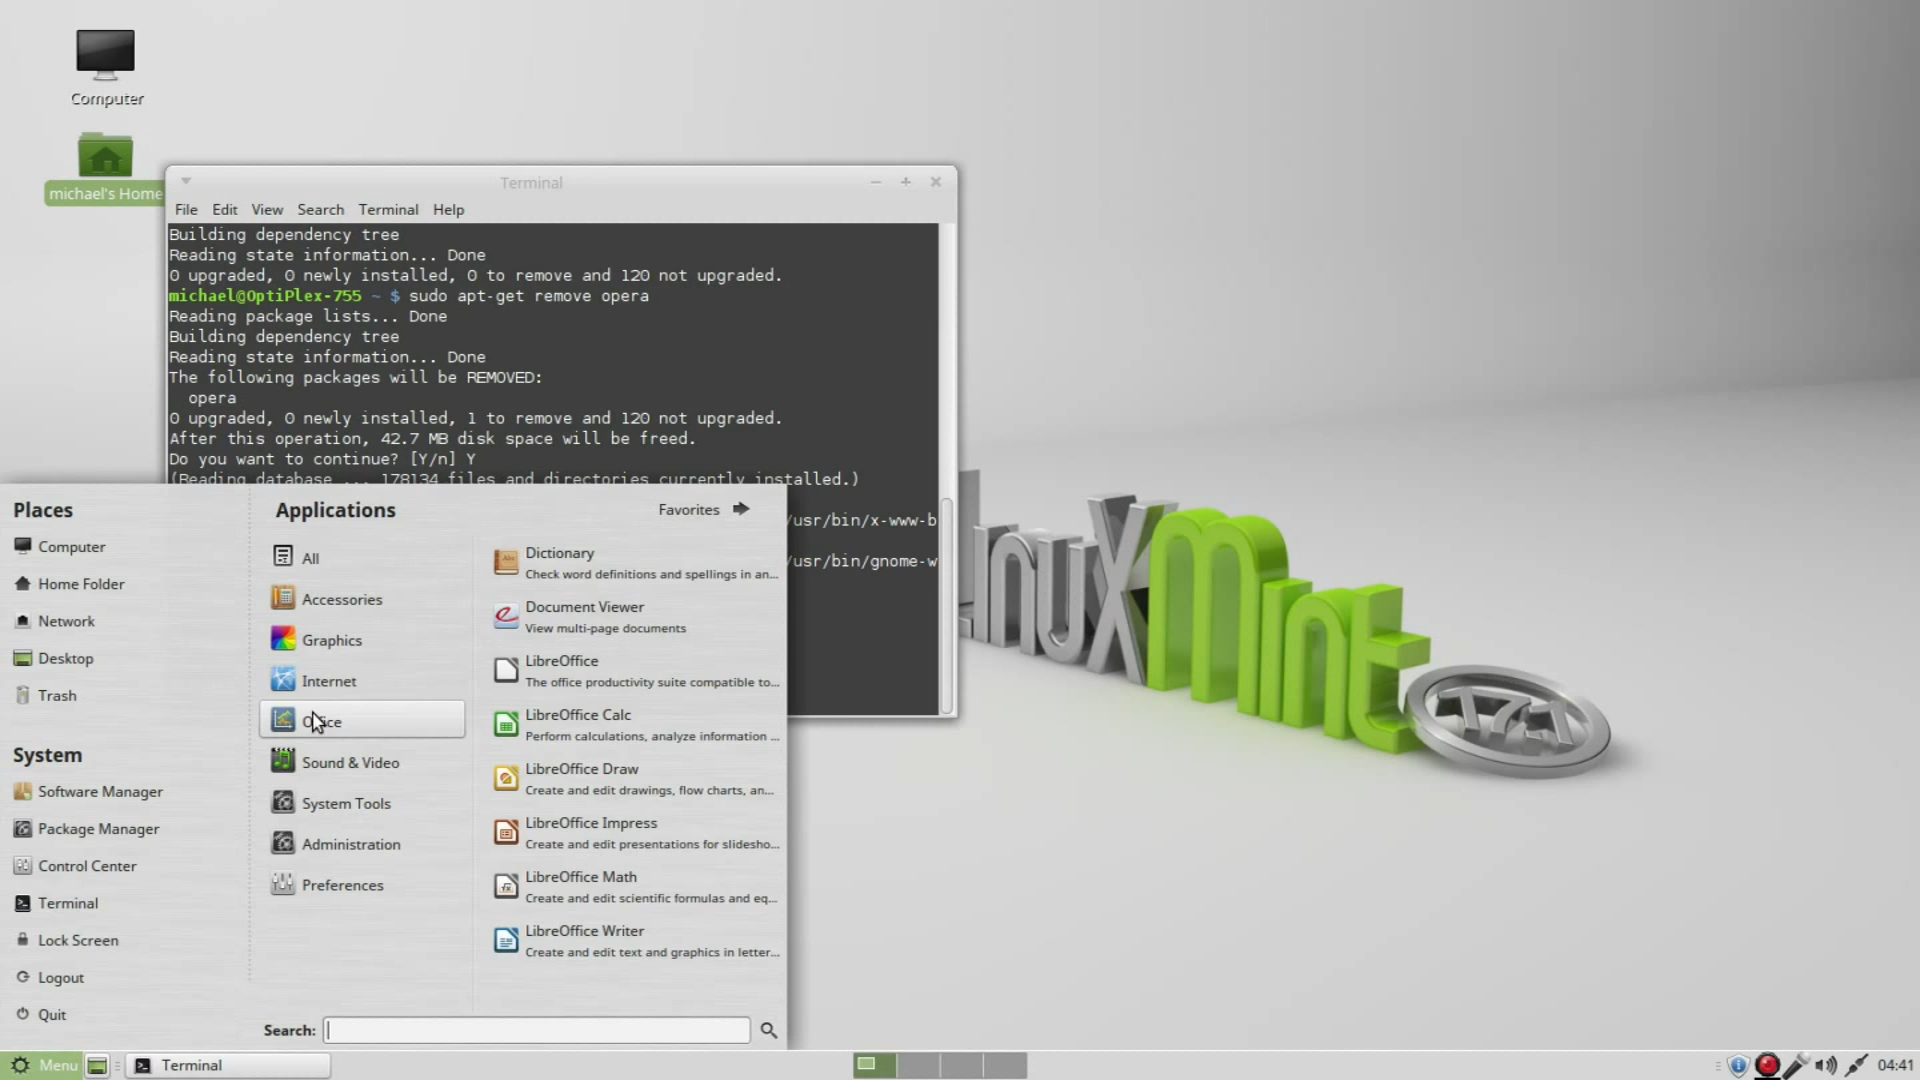 Computer
michael's Home
Terminal
File Edit View Search Terminal Help
Building dependency tree
Reading state information... Done
0 upgraded, 0 newly installed, 0 to remove and 120 not upgraded.
michael@OptiPlex-755 ~ $ sudo apt-get remove opera
Reading package lists... Done
Building dependency tree
Reading state information... Done
The following packages will be REMOVED:
opera
0 upgraded, 0 newly installed, 1 to remove and 120 not upgraded.
After this operation, 42.7 MB disk space will be freed.
Do you want to continue? [Y/n] Y
(Reading database ... 178134 files and directories currently installed.)
/usr/bin/x-www-b
/usr/bin/gnome-w
Places
Computer
Home Folder
Network
Desktop
Trash
System
Software Manager
Package Manager
Control Center
Terminal
Lock Screen
Logout
Quit
Applications
Favorites
All
Accessories
Graphics
Internet
Office
Sound & Video
System Tools
Administration
Preferences
Dictionary
Check word definitions and spellings in an...
Document Viewer
View multi-page documents
LibreOffice
The office productivity suite compatible to...
LibreOffice Calc
Perform calculations, analyze information ...
LibreOffice Draw
Create and edit drawings, flow charts, an...
LibreOffice Impress
Create and edit presentations for slidesho...
LibreOffice Math
Create and edit scientific formulas and eq...
LibreOffice Writer
Create and edit text and graphics in letter...
Search:
Linux Mint 17.1
Menu
Terminal
04:41